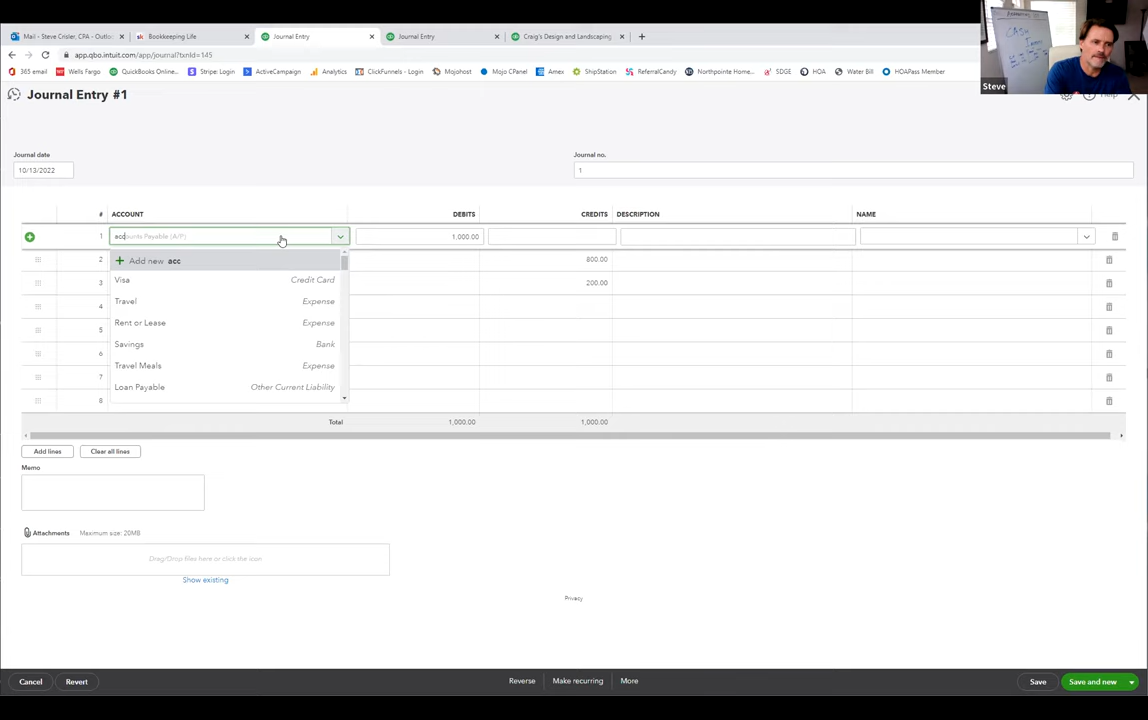 Mail - Steve Crisler, CPA - Outlo
Bookkeeping Life
Journal Entry
Journal Entry
Craig's Design and Landscaping
app.qbo.intuit.com/app/journal?txnId=145
365 email
Wells Fargo
QuickBooks Online...
Stripe: Login
ActiveCampaign
Analytics
ClickFunnels - Login
Mojohost
Mojo CPanel
Amex
ShipStation
ReferralCandy
Northpointe Home...
SDGE
HOA
Water Bill
HOAPass Member
CASH
Steve
Journal Entry #1
Help
Journal date
Journal no.
10/13/2022
1
# ACCOUNT DEBITS CREDITS DESCRIPTION NAME
1 accounts Payable (A/P) 1,000.00
Add new acc
2 800.00
Visa Credit Card
3 200.00
Travel Expense
4
Rent or Lease Expense
5
Savings Bank
6
Travel Meals Expense
7
Loan Payable Other Current Liability
8
Total 1,000.00 1,000.00
Add lines
Clear all lines
Memo
Attachments Maximum size: 20MB
Drag/Drop files here or click the icon
Show existing
Privacy
Cancel
Revert
Reverse
Make recurring
More
Save
Save and new